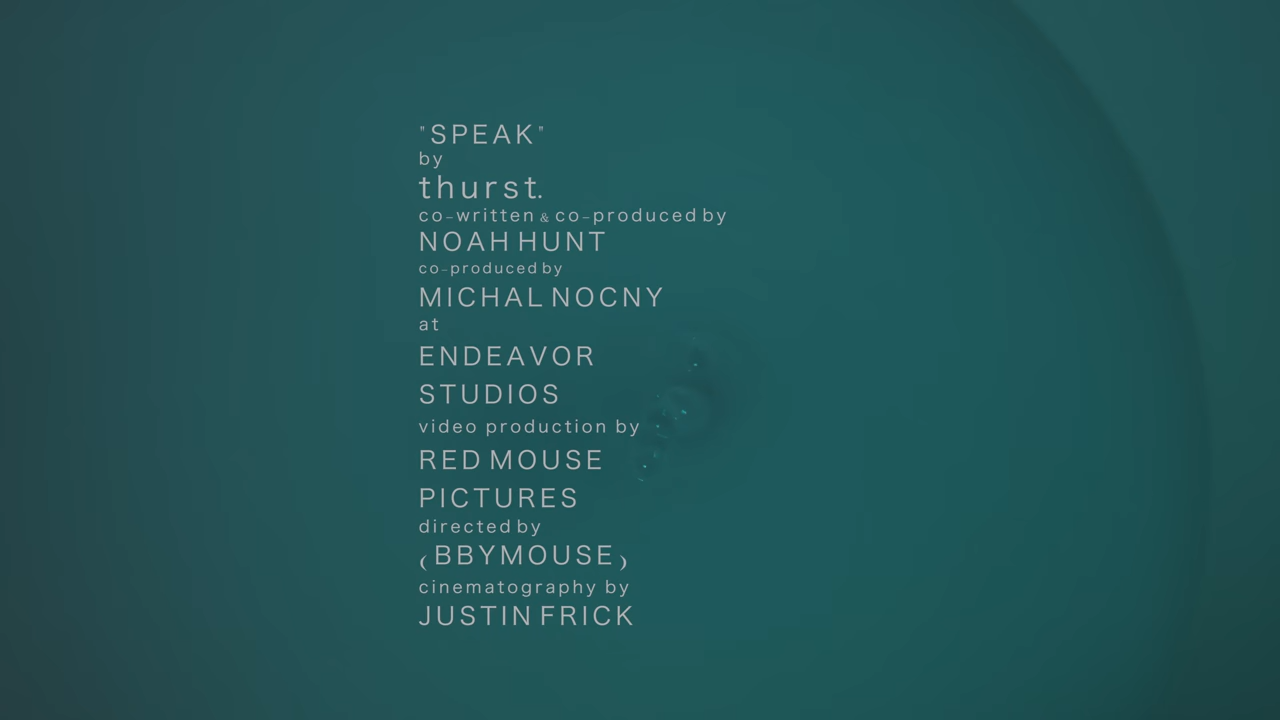 "SPEAK"
by
thurst.
co-written & co-produced by
NOAH HUNT
co-produced by
MICHAL NOCNY
at
ENDEAVOR
STUDIOS
video production by
RED MOUSE
PICTURES
directed by
(BBYMOUSE)
cinematography by
JUSTIN FRICK